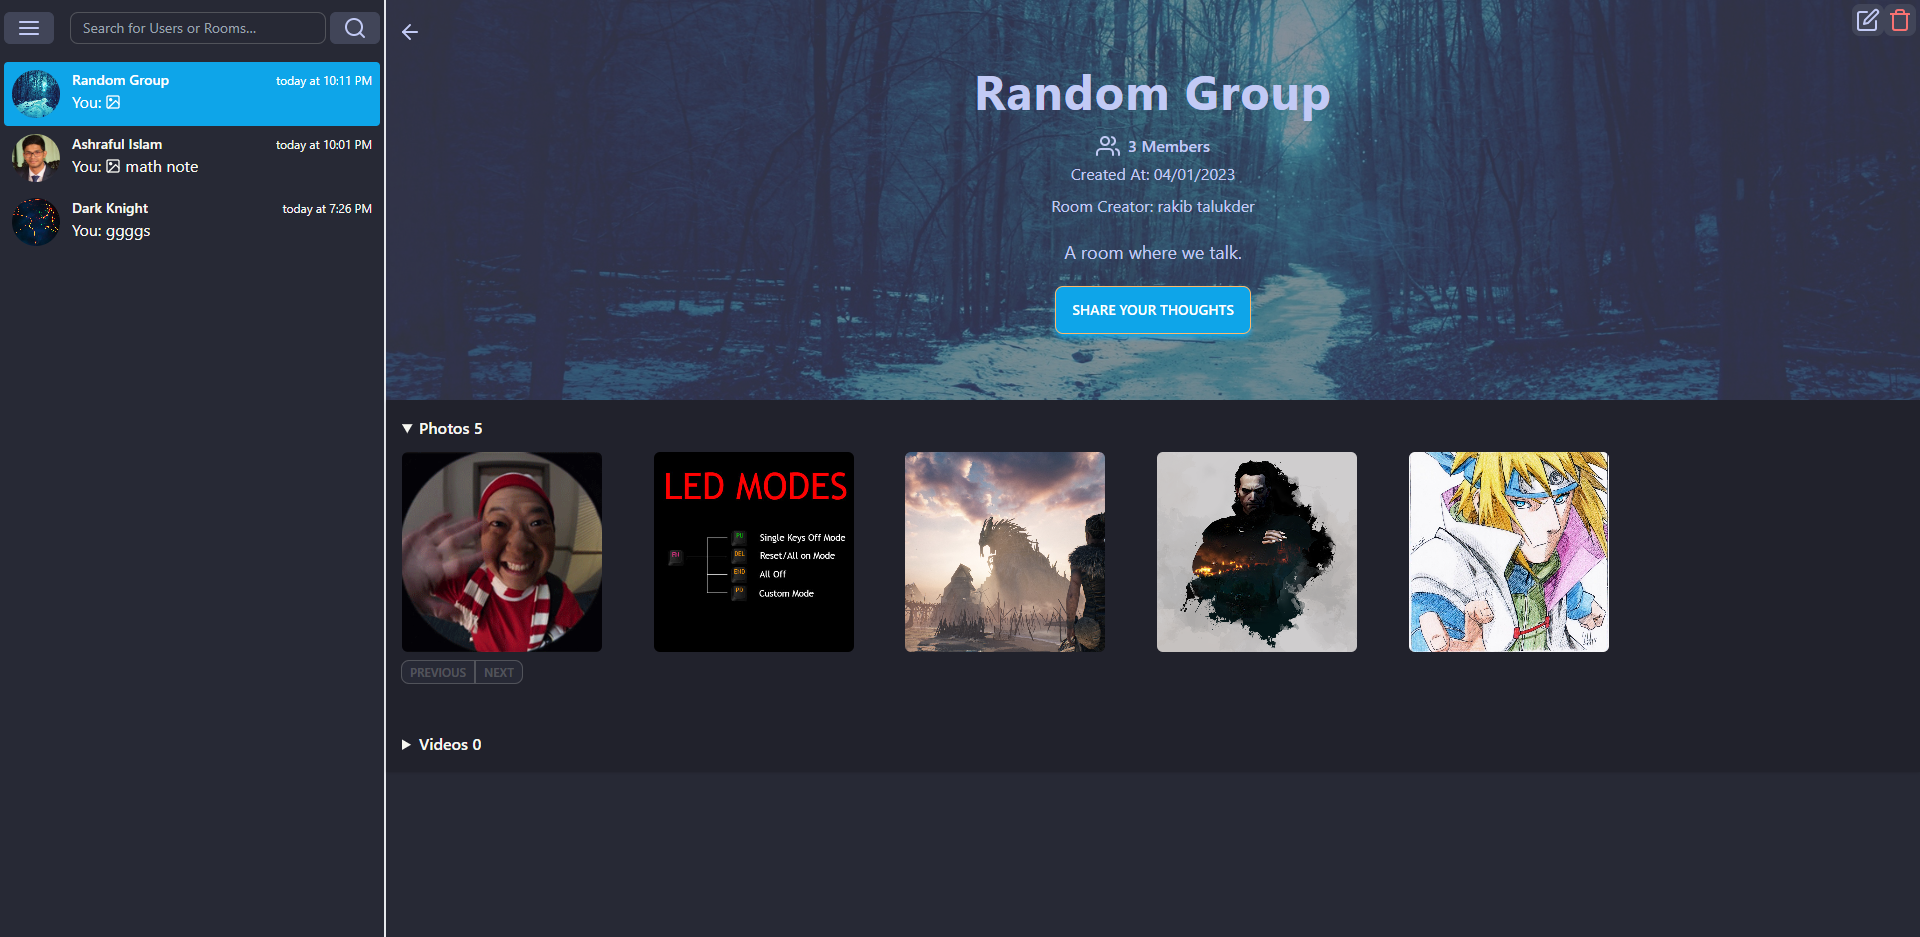 Search for Users or Rooms...
Random Group
today at 10:11 PM
You:
Ashraful Islam
today at 10:01 PM
You: math note
Dark Knight
today at 7:26 PM
You: ggggs
Random Group
3 Members
Created At: 04/01/2023
Room Creator: rakib talukder
A room where we talk.
SHARE YOUR THOUGHTS
Photos 5
LED MODES
Single Keys Off Mode
DEL
Reset/All on Mode
END
All Off
Custom Mode
PREVIOUS
NEXT
Videos 0